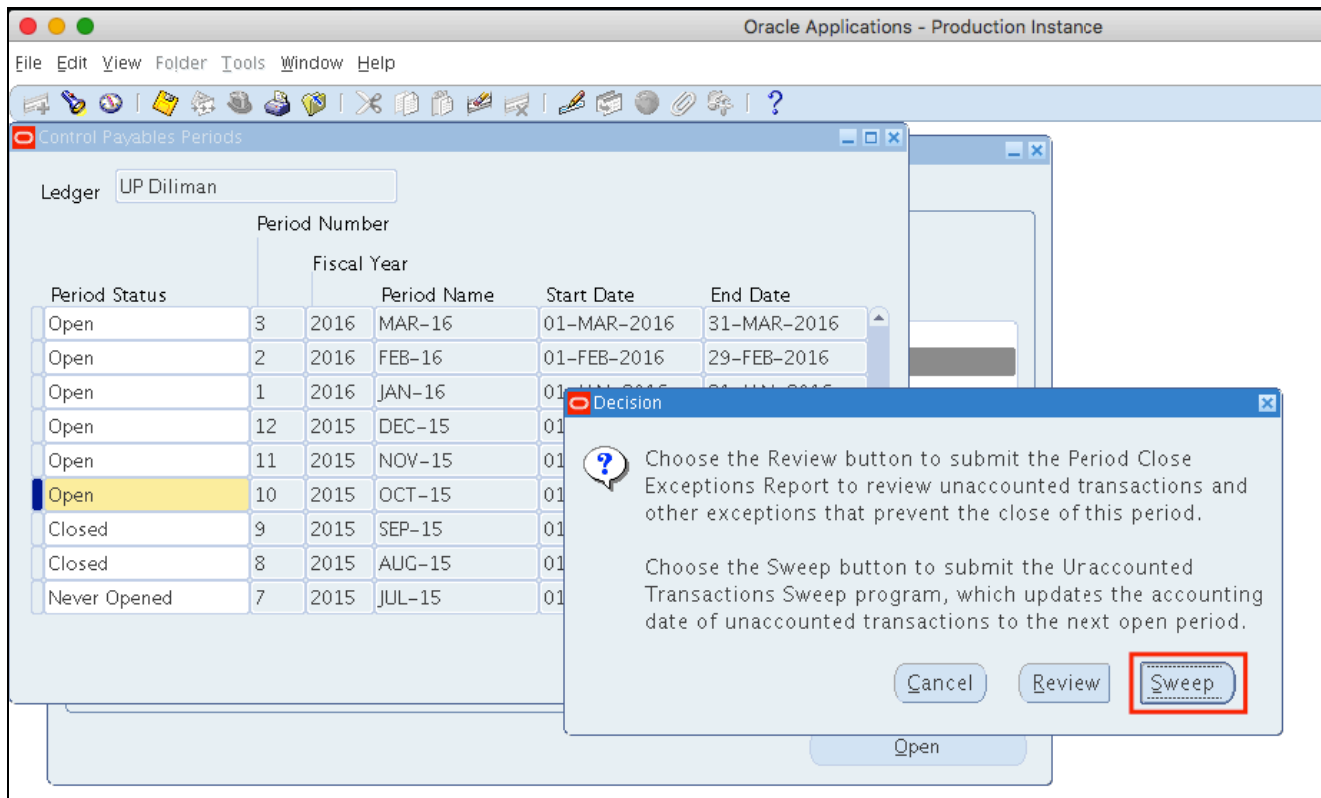 Oracle Applications - Production Instance
File Edit View Folder Tools Window Help
Control Payables Periods
Ledger UP Diliman
Period Number
Fiscal Year
Period Status Period Name Start Date End Date
Open 3 2016 MAR-16 01-MAR-2016 31-MAR-2016
Open 2 2016 FEB-16 01-FEB-2016 29-FEB-2016
Open 1 2016 JAN-16 01
Open 12 2015 DEC-15 01
Open 11 2015 NOV-15 01
Open 10 2015 OCT-15 01
Closed 9 2015 SEP-15 01
Closed 8 2015 AUG-15 01
Never Opened 7 2015 JUL-15 01
Decision
Choose the Review button to submit the Period Close
Exceptions Report to review unaccounted transactions and
other exceptions that prevent the close of this period.
Choose the Sweep button to submit the Uraccounted
Transactions Sweep program, which updates the accounting
date of unaccounted transactions to the next open period.
Cancel Review Sweep
Open